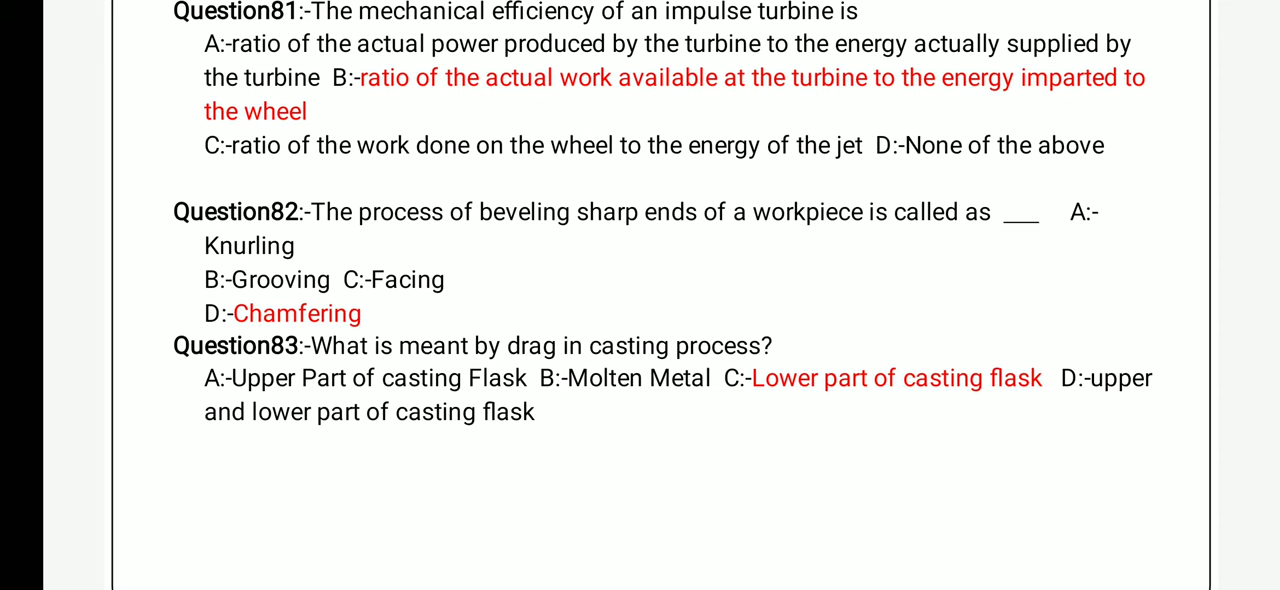 Question81:-The mechanical efficiency of an impulse turbine is
A:-ratio of the actual power produced by the turbine to the energy actually supplied by
the turbine B:-ratio of the actual work available at the turbine to the energy imparted to
the wheel
C:-ratio of the work done on the wheel to the energy of the jet D:-None of the above
Question82:-The process of beveling sharp ends of a workpiece is called as ___ A:-
Knurling
B:-Grooving C:-Facing
D:-Chamfering
Question83:-What is meant by drag in casting process?
A:-Upper Part of casting Flask B:-Molten Metal C:-Lower part of casting flask D:-upper
and lower part of casting flask